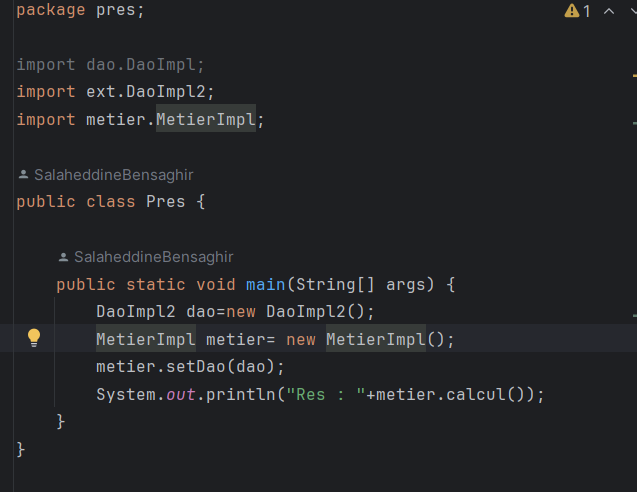 package pres;
1
import dao.DaoImpl;
import ext.DaoImpl2;
import metier.MetierImpl;
SalaheddineBensaghir
public class Pres {
SalaheddineBensaghir
public static void main(String[] args) {
DaoImpl2 dao=new DaoImpl2();
MetierImpl metier= new MetierImpl();
metier.setDao(dao);
System.out.println("Res : "+metier.calcul());
}
}